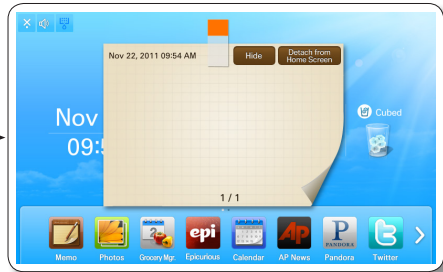 Nov 22, 2011 09:54 AM
Hide
Detach from
Home Screen
Nov
09:
Cubed
1 / 1
2
epi
Ap
P
PANDORA
Memo
Photos
Grocery Mgr.
Epicurious
Calendar
AP News
Pandora
Twitter